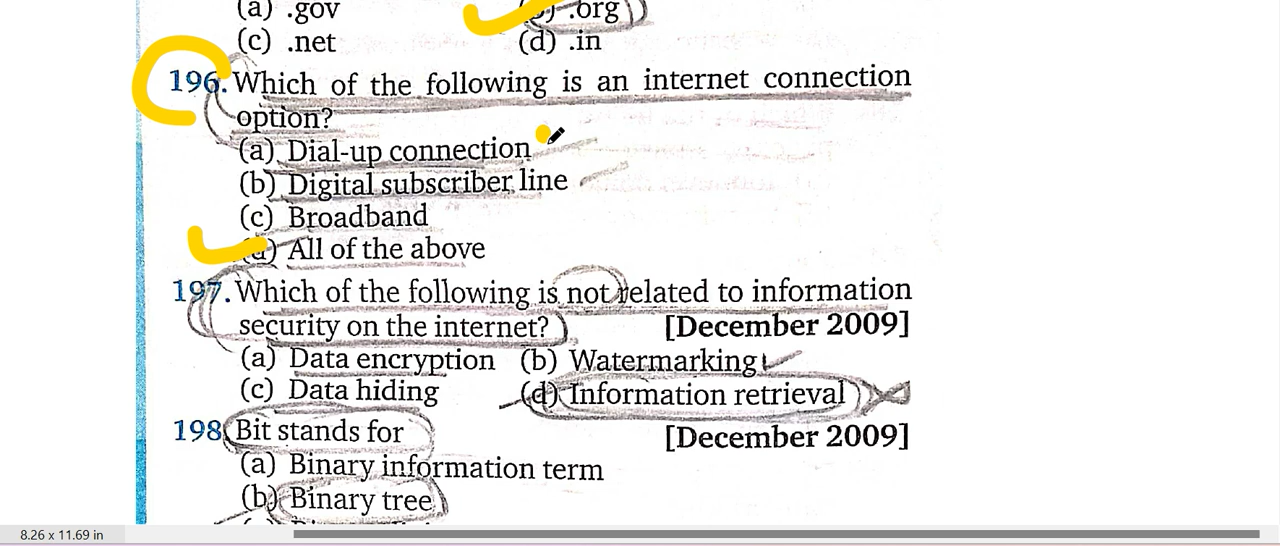 (a) .gov (b) .org
(c) .net (d) .in
196. Which of the following is an internet connection
option?
(a) Dial-up connection
(b) Digital subscriber line
(c) Broadband
(d) All of the above
197. Which of the following is not related to information
security on the internet? [December 2009]
(a) Data encryption (b) Watermarking
(c) Data hiding (d) Information retrieval
198 Bit stands for [December 2009]
(a) Binary information term
(b) Binary tree
8.26 x 11.69 in